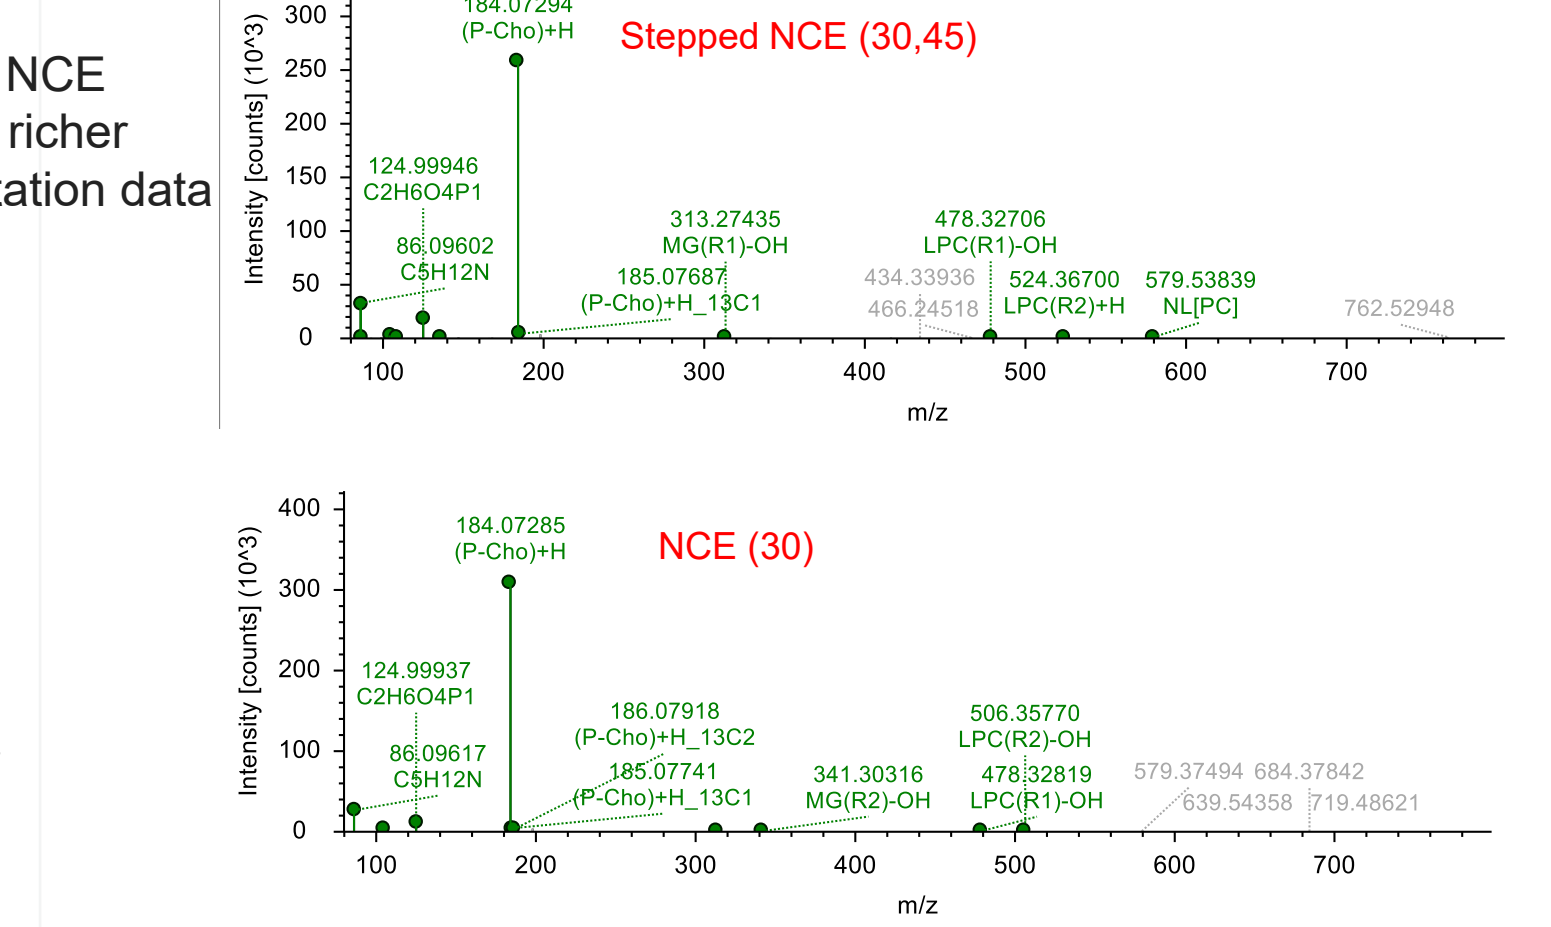 NCE
richer
tation data
184.07294
(P-Cho)+H
Stepped NCE (30,45)
Intensity [counts] (10^3)
300
250
200
150
100
50
0
124.99946
C2H6O4P1
86.09602
C5H12N
185.07687
(P-Cho)+H_13C1
313.27435
MG(R1)-OH
434.33936
466.24518
478.32706
LPC(R1)-OH
524.36700
LPC(R2)+H
579.53839
NL[PC]
762.52948
100 200 300 400 500 600 700
m/z
184.07285
(P-Cho)+H
NCE (30)
Intensity [counts] (10^3)
400
300
200
100
0
124.99937
C2H6O4P1
86.09617
C5H12N
186.07918
(P-Cho)+H_13C2
185.07741
(P-Cho)+H_13C1
341.30316
MG(R2)-OH
506.35770
LPC(R2)-OH
478.32819
LPC(R1)-OH
579.37494 684.37842
639.54358 719.48621
100 200 300 400 500 600 700
m/z